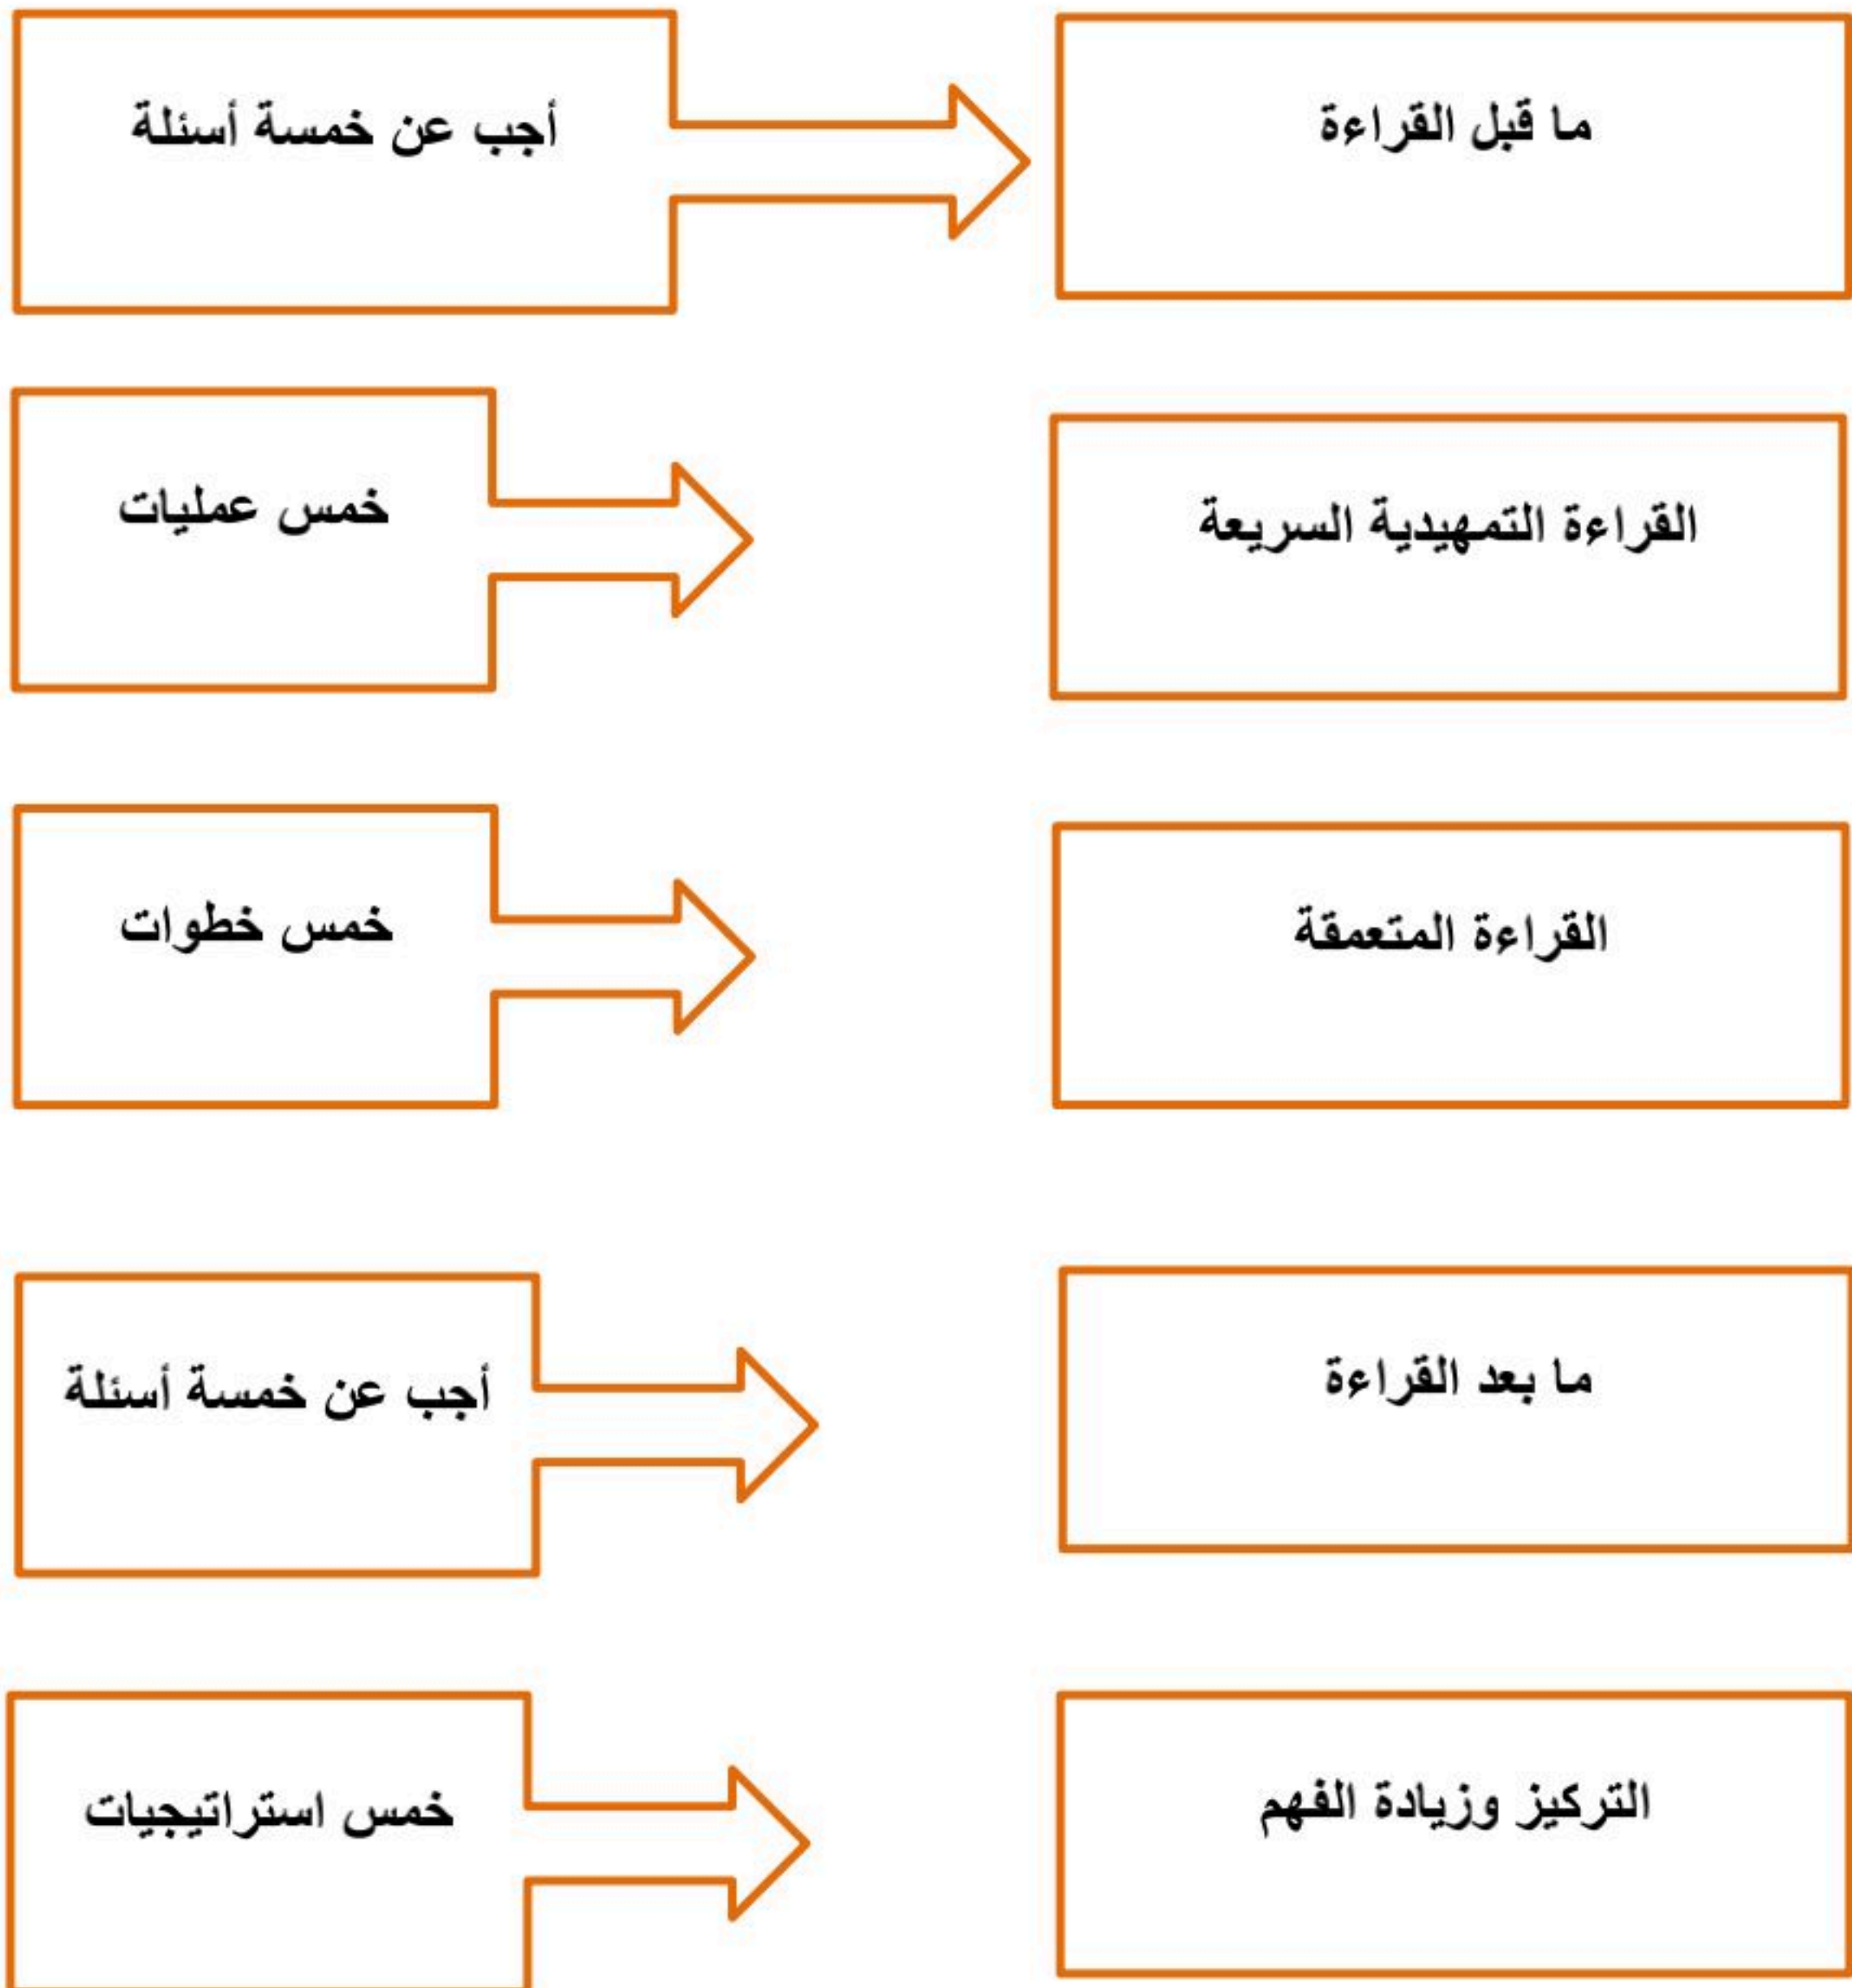 ما قبل القراءة
أجب عن خمسة أسئلة
القراءة التمهيدية السريعة
خمس عمليات
القراءة المتعمقة
خمس خطوات
ما بعد القراءة
أجب عن خمسة أسئلة
التركيز وزيادة الفهم
خمس استراتيجيات